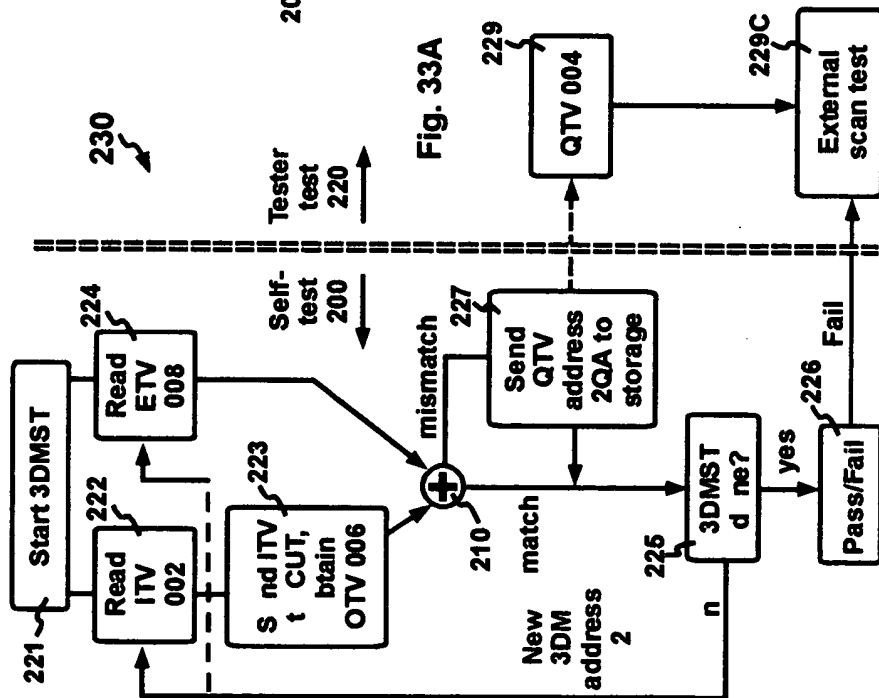 230
Self-
test
200
Tester
test
220
20
221
Start 3DMST
222
Read
ITV
002
224
Read
ETV
008
223
S nd ITV
t CUT,
btain
OTV 006
210
mismatch
match
227
Send
QTV
address
2QA to
storage
229
QTV 004
Fig. 33A
New
3DM
address
2
225
3DMST
d ne?
n
yes
226
Pass/Fail
Fail
229C
External
scan test